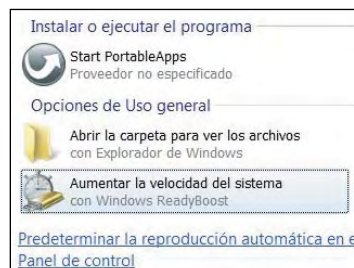 Instalar o ejecutar el programa
Start PortableApps
Proveedor no especificado
Opciones de Uso general
Abrir la carpeta para ver los archivos
con Explorador de Windows
Aumentar la velocidad del sistema
con Windows ReadyBoost
Predeterminar la reproducción automática en e
Panel de control